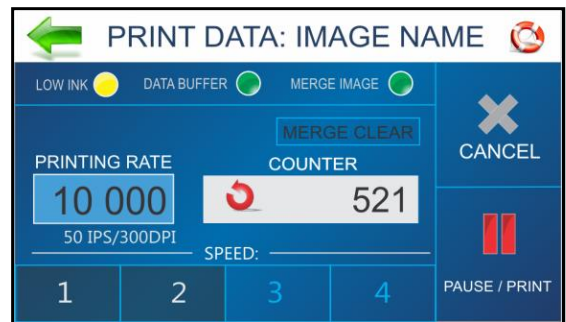 PRINT DATA: IMAGE NAME
LOW INK DATA BUFFER MERGE IMAGE
MERGE CLEAR
CANCEL
PRINTING RATE COUNTER
10 000 521
50 IPS/300DPI
SPEED:
1 2 3 4
PAUSE / PRINT